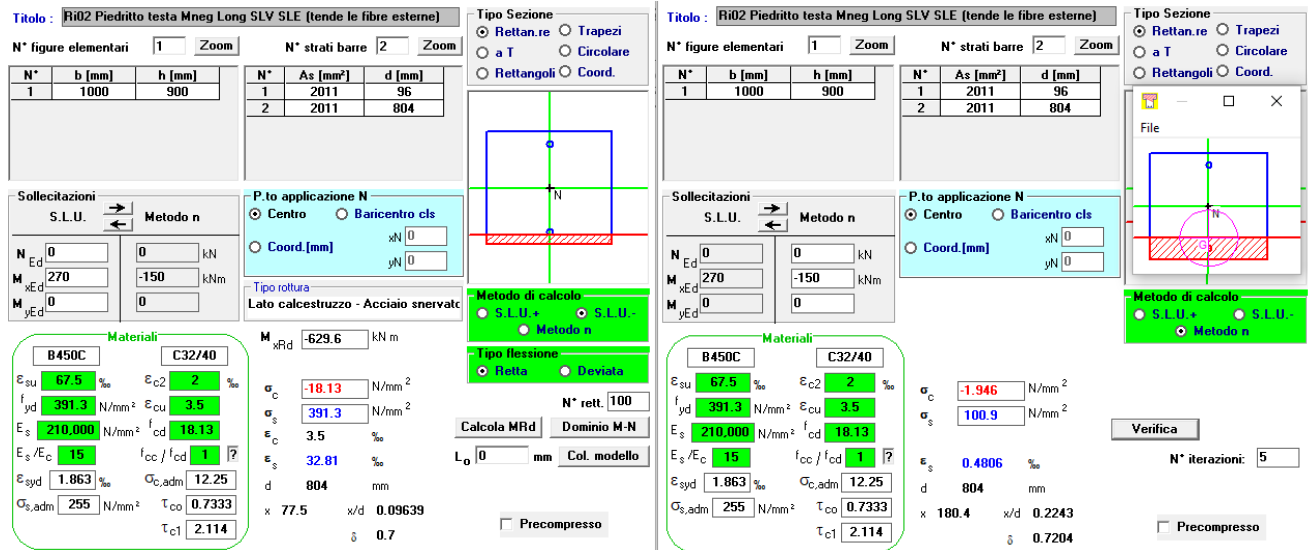 Titolo : Ri02 Piedritto testa Mneg Long SLV SLE (tende le fibre esterne)
N° figure elementari 1 Zoom N° strati barre 2 Zoom
N° b [mm] h [mm]
1 1000 900
N° As [mm²] d [mm]
1 2011 96
2 2011 804
Tipo Sezione
Rettan.re Trapezi
a T Circolare
Rettangoli Coord.
N
Sollecitazioni
S.L.U. Metodo n
N Ed 0 0 kN
M xEd 270 -150 kNm
M yEd 0 0
P.to applicazione N
Centro Baricentro cls
Coord.[mm] xN 0
yN 0
Tipo rottura
Lato calcestruzzo - Acciaio snervato
Metodo di calcolo
S.L.U.+ S.L.U.-
Metodo n
Tipo flessione
Retta Deviata
N° rett. 100
Calcola MRd Dominio M-N
L₀ 0 mm Col. modello
Precompresso
Materiali
B450C C32/40
εsu 67.5 ‰ εc2 2 ‰
fyd 391.3 N/mm² εcu 3.5
Es 210,000 N/mm² fcd 18.13
Es/Ec 15 fcc / fcd 1 ?
εsyd 1.863 ‰ σc,adm 12.25
σs,adm 255 N/mm² τco 0.7333
τc1 2.114
M xRd -629.6 kN m
σc -18.13 N/mm²
σs 391.3 N/mm²
εc 3.5 ‰
εs 32.81 ‰
d 804 mm
x 77.5 x/d 0.09639
δ 0.7
Titolo : Ri02 Piedritto testa Mneg Long SLV SLE (tende le fibre esterne)
N° figure elementari 1 Zoom N° strati barre 2 Zoom
N° b [mm] h [mm]
1 1000 900
N° As [mm²] d [mm]
1 2011 96
2 2011 804
Tipo Sezione
Rettan.re Trapezi
a T Circolare
Rettangoli Coord.
File
N
G
Sollecitazioni
S.L.U. Metodo n
N Ed 0 0 kN
M xEd 270 -150 kNm
M yEd 0 0
P.to applicazione N
Centro Baricentro cls
Coord.[mm] xN 0
yN 0
Metodo di calcolo
S.L.U.+ S.L.U.-
Metodo n
Materiali
B450C C32/40
εsu 67.5 ‰ εc2 2 ‰
fyd 391.3 N/mm² εcu 3.5
Es 210,000 N/mm² fcd 18.13
Es/Ec 15 fcc / fcd 1 ?
εsyd 1.863 ‰ σc,adm 12.25
σs,adm 255 N/mm² τco 0.7333
τc1 2.114
σc -1.946 N/mm²
σs 100.9 N/mm²
εs 0.4806 ‰
d 804 mm
x 180.4 x/d 0.2243
δ 0.7204
Verifica
N° iterazioni: 5
Precompresso